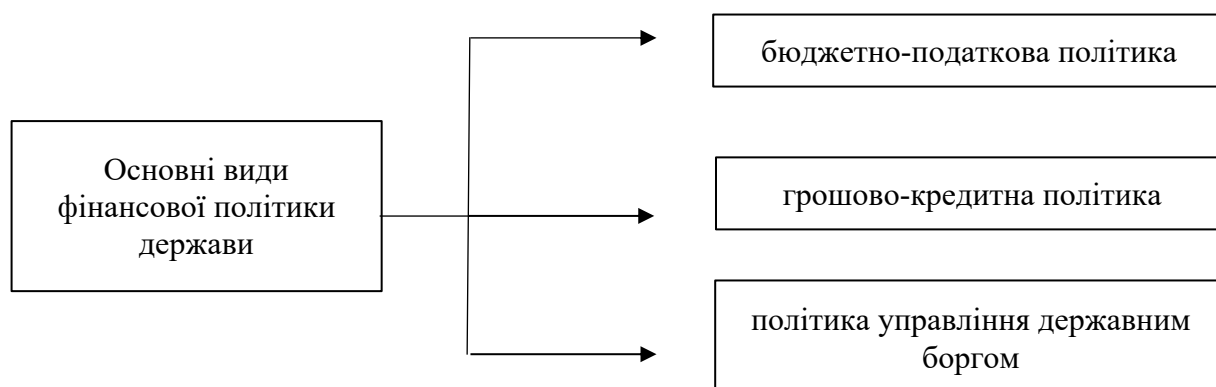 бюджетно-податкова політика
Основні види
фінансової політики
держави
грошово-кредитна політика
політика управління державним
боргом